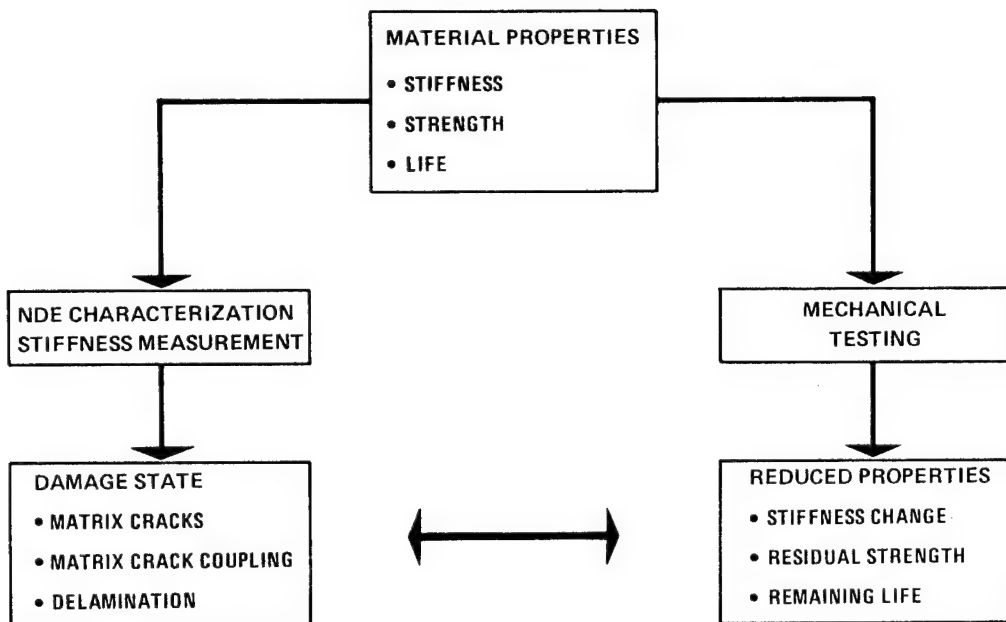 MATERIAL PROPERTIES
• STIFFNESS
• STRENGTH
• LIFE
NDE CHARACTERIZATION
STIFFNESS MEASUREMENT
MECHANICAL
TESTING
DAMAGE STATE
• MATRIX CRACKS
• MATRIX CRACK COUPLING
• DELAMINATION
REDUCED PROPERTIES
• STIFFNESS CHANGE
• RESIDUAL STRENGTH
• REMAINING LIFE